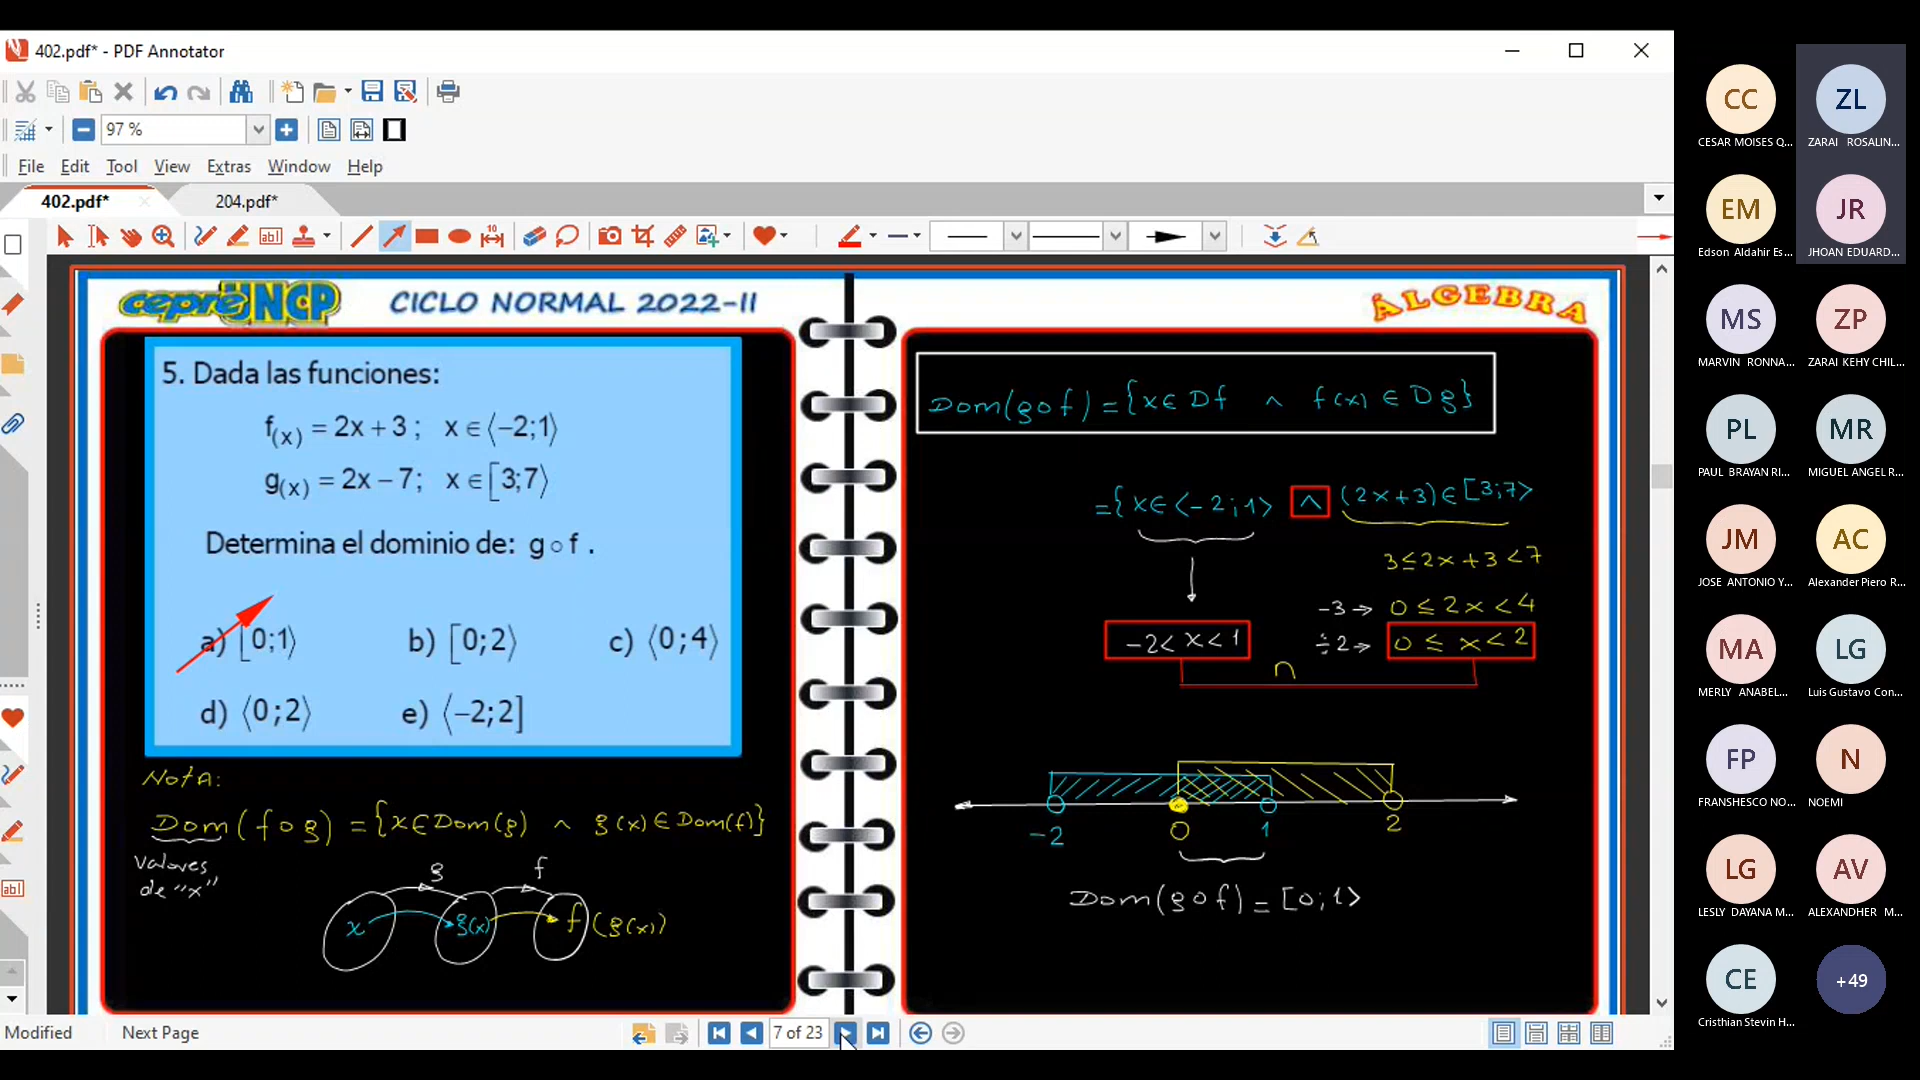 402.pdf* - PDF Annotator
97 %
File Edit Tool View Extras Window Help
402.pdf* 204.pdf*
cepreUNCP CICLO NORMAL 2022-II ALGEBRA
5. Dada las funciones:
f(x) = 2x + 3 ; x ∈ ⟨−2;1⟩
g(x) = 2x − 7; x ∈ [3;7⟩
Determina el dominio de: g ∘ f .
a) [0;1⟩ b) [0;2⟩ c) ⟨0;4⟩
d) ⟨0;2⟩ e) ⟨−2;2]
Nota:
Dom(f∘g) = {x∈Dom(g) ∧ g(x)∈Dom(f)}
Valores
de "x"
g f
x g(x) f(g(x))
Dom(g∘f) = {x∈Df ∧ f(x) ∈ Dg}
= {x∈⟨-2;1⟩ ∧ (2x+3)∈[3;7⟩
3≤2x+3<7
-3→ 0≤2x<4
-2<x<1 ÷2→ 0≤x<2
∩
-2 0 1 2
Dom(g∘f) = [0;1⟩
Modified Next Page 7 of 23
CC ZL
CESAR MOISES Q... ZARAI ROSALIN...
EM JR
Edson Aldahir Es... JHOAN EDUARD...
MS ZP
MARVIN RONNA... ZARAI KEHY CHIL...
PL MR
PAUL BRAYAN RI... MIGUEL ANGEL R...
JM AC
JOSE ANTONIO Y... Alexander Piero R...
MA LG
MERLY ANABEL... Luis Gustavo Con...
FP N
FRANSHESCO NO... NOEMI
LG AV
LESLY DAYANA M... ALEXANDHER M...
CE +49
Cristhian Stevin H...